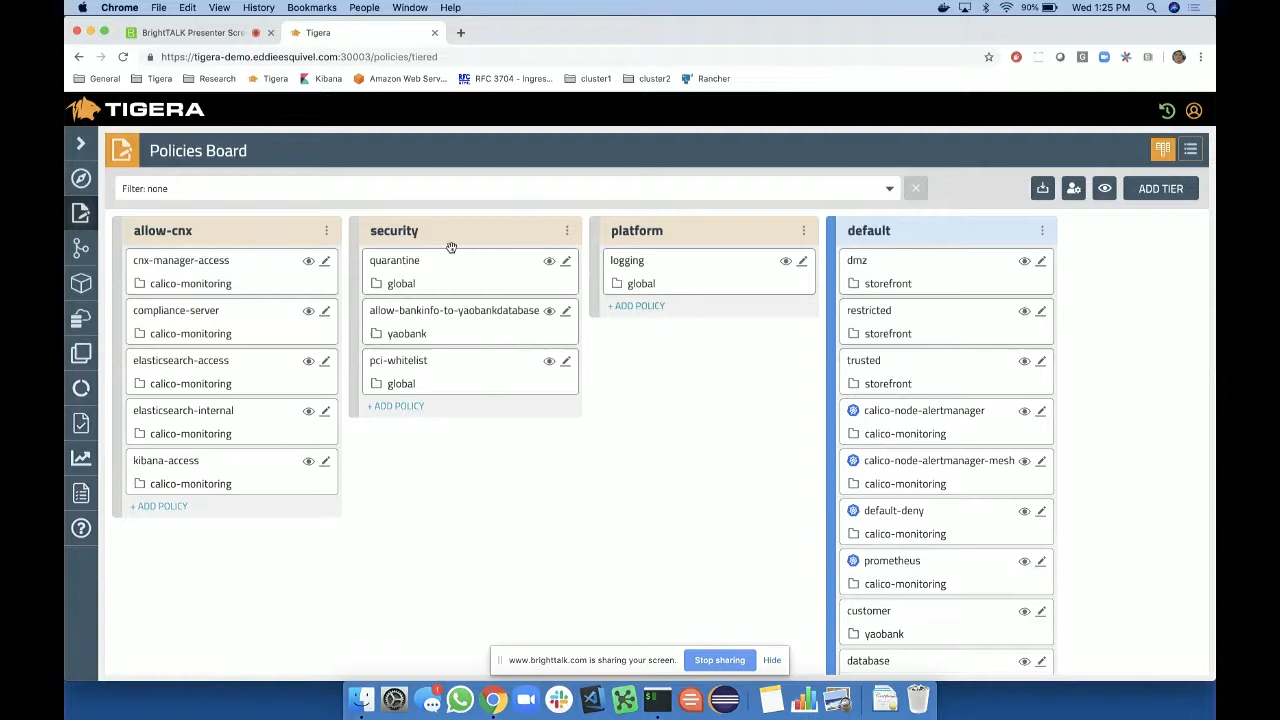 Chrome File Edit View History Bookmarks People Window Help
90% Wed 1:25 PM
BrightTALK Presenter Scre
Tigera
https://tigera-demo.eddieesquivel.com:30003/policies/tiered
General Tigera Research Tigera Kibana Amazon Web Serv... RFC 3704 - Ingres... cluster1 cluster2 Rancher
TIGERA
Policies Board
Filter: none
ADD TIER
allow-cnx
cnx-manager-access
calico-monitoring
compliance-server
calico-monitoring
elasticsearch-access
calico-monitoring
elasticsearch-internal
calico-monitoring
kibana-access
calico-monitoring
+ ADD POLICY
security
quarantine
global
allow-bankinfo-to-yaobankdatabase
yaobank
pci-whitelist
global
+ ADD POLICY
platform
logging
global
+ ADD POLICY
default
dmz
storefront
restricted
storefront
trusted
storefront
calico-node-alertmanager
calico-monitoring
calico-node-alertmanager-mesh
calico-monitoring
default-deny
calico-monitoring
prometheus
calico-monitoring
customer
yaobank
database
www.brighttalk.com is sharing your screen.
Stop sharing
Hide